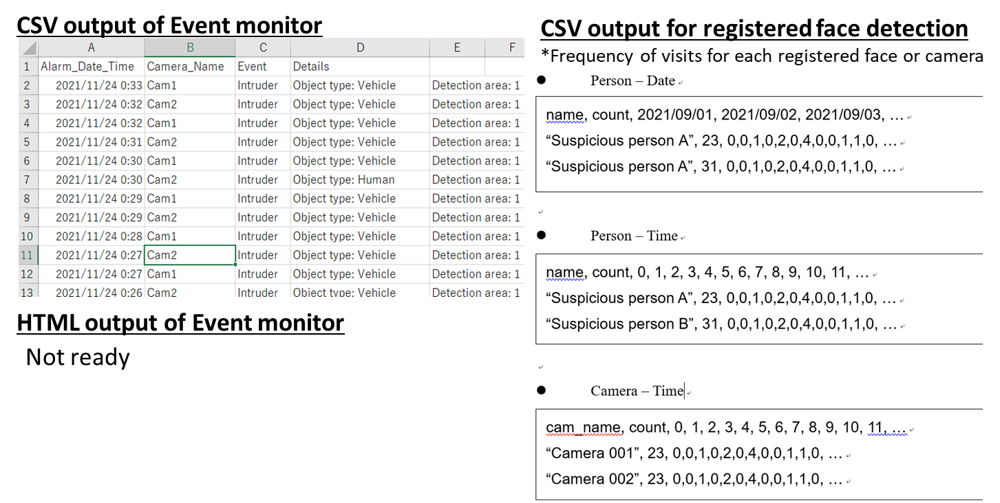 CSV output of Event monitor
A B C D E F
1 Alarm_Date_Time Camera_Name Event Details
2 2021/11/24 0:33 Cam1 Intruder Object type: Vehicle Detection area: 1
3 2021/11/24 0:32 Cam2 Intruder Object type: Vehicle Detection area: 1
4 2021/11/24 0:32 Cam1 Intruder Object type: Vehicle Detection area: 1
5 2021/11/24 0:31 Cam2 Intruder Object type: Vehicle Detection area: 1
6 2021/11/24 0:30 Cam1 Intruder Object type: Vehicle Detection area: 1
7 2021/11/24 0:30 Cam2 Intruder Object type: Human Detection area: 1
8 2021/11/24 0:29 Cam1 Intruder Object type: Vehicle Detection area: 1
9 2021/11/24 0:29 Cam2 Intruder Object type: Vehicle Detection area: 1
10 2021/11/24 0:28 Cam1 Intruder Object type: Vehicle Detection area: 1
11 2021/11/24 0:27 Cam2 Intruder Object type: Vehicle Detection area: 1
12 2021/11/24 0:27 Cam1 Intruder Object type: Vehicle Detection area: 1
13 2021/11/24 0:26 Cam2 Intruder Object type: Vehicle Detection area: 1
HTML output of Event monitor
Not ready
CSV output for registered face detection
*Frequency of visits for each registered face or camera
● Person – Date
name, count, 2021/09/01, 2021/09/02, 2021/09/03, …
“Suspicious person A”, 23, 0,0,1,0,2,0,4,0,0,1,1,0, …
“Suspicious person A”, 31, 0,0,1,0,2,0,4,0,0,1,1,0, …
● Person – Time
name, count, 0, 1, 2, 3, 4, 5, 6, 7, 8, 9, 10, 11, …
“Suspicious person A”, 23, 0,0,1,0,2,0,4,0,0,1,1,0, …
“Suspicious person B”, 31, 0,0,1,0,2,0,4,0,0,1,1,0, …
● Camera – Time
cam_name, count, 0, 1, 2, 3, 4, 5, 6, 7, 8, 9, 10, 11, …
“Camera 001”, 23, 0,0,1,0,2,0,4,0,0,1,1,0, …
“Camera 002”, 23, 0,0,1,0,2,0,4,0,0,1,1,0, …